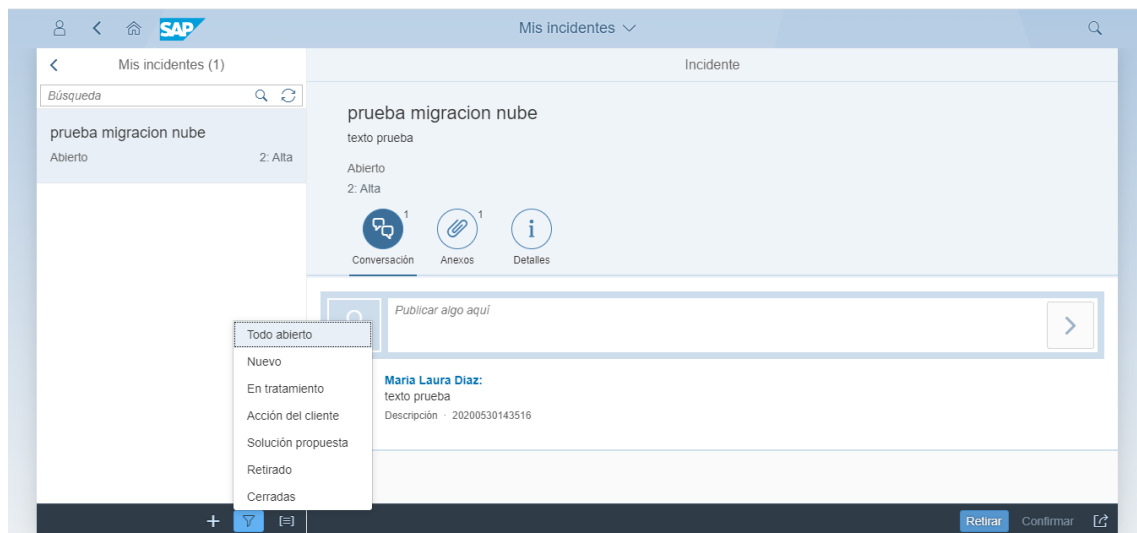 SAP
Mis incidentes
Mis incidentes (1)
Incidente
Búsqueda
prueba migracion nube
Abierto
2: Alta
prueba migracion nube
texto prueba
Abierto
2: Alta
1
1
Conversación
Anexos
Detalles
Publicar algo aquí
Maria Laura Diaz:
texto prueba
Descripción · 20200530143516
Todo abierto
Nuevo
En tratamiento
Acción del cliente
Solución propuesta
Retirado
Cerradas
Retirar
Confirmar